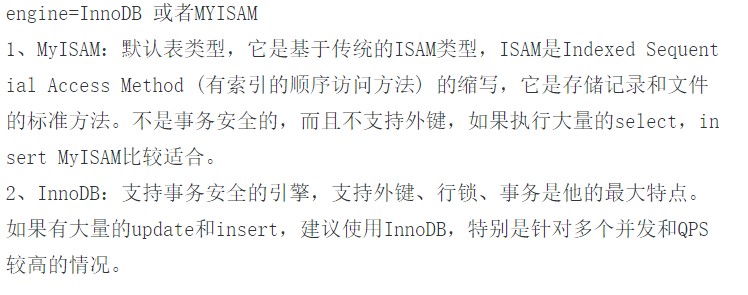 engine=InnoDB 或者MYISAM
1、MyISAM：默认表类型，它是基于传统的ISAM类型，ISAM是Indexed Sequent
ial Access Method (有索引的顺序访问方法) 的缩写，它是存储记录和文件
的标准方法。不是事务安全的，而且不支持外键，如果执行大量的select，in
sert MyISAM比较适合。
2、InnoDB：支持事务安全的引擎，支持外键、行锁、事务是他的最大特点。
如果有大量的update和insert，建议使用InnoDB，特别是针对多个并发和QPS
较高的情况。